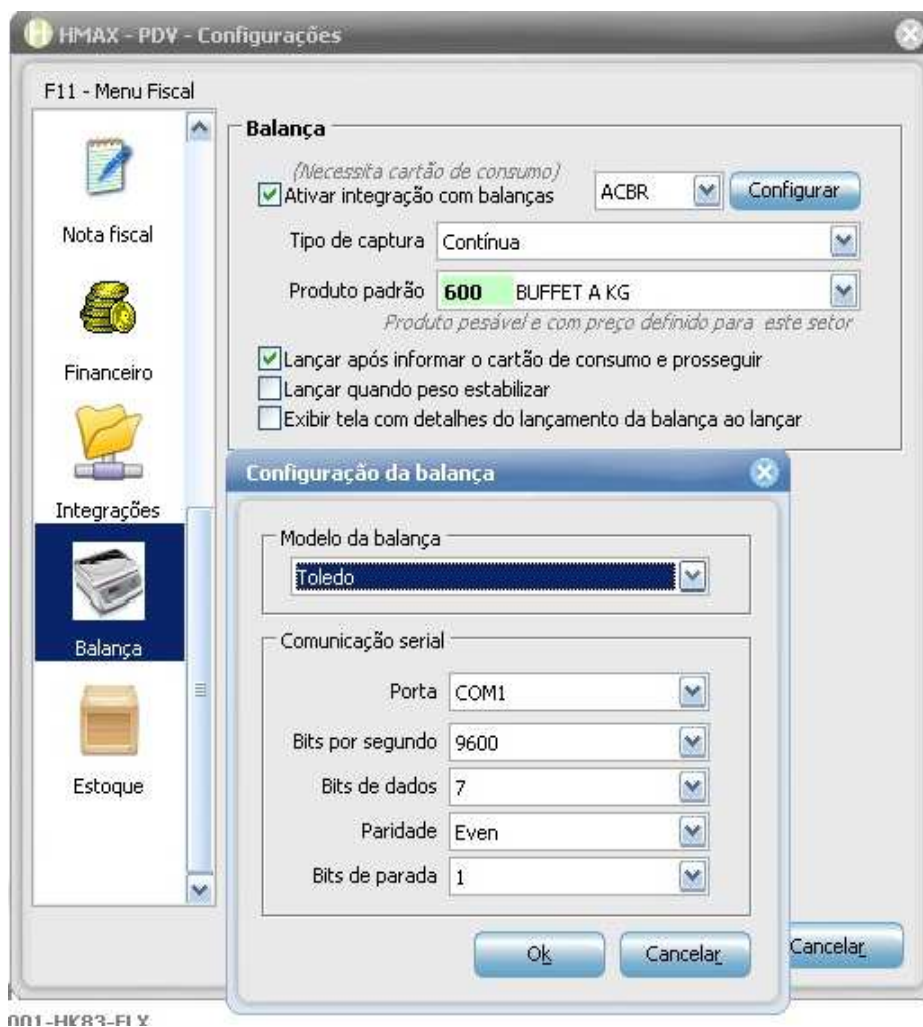 HMAX - PDV - Configurações
F11 - Menu Fiscal
Nota fiscal
Financeiro
Integrações
Balança
Estoque
Balança
(Necessita cartão de consumo)
Ativar integração com balanças ACBR Configurar
Tipo de captura Contínua
Produto padrão 600 BUFFET A KG
Produto pesável e com preço definido para este setor
Lançar após informar o cartão de consumo e prosseguir
Lançar quando peso estabilizar
Exibir tela com detalhes do lançamento da balança ao lançar
Configuração da balança
Modelo da balança
Toledo
Comunicação serial
Porta COM1
Bits por segundo 9600
Bits de dados 7
Paridade Even
Bits de parada 1
Ok Cancelar
Cancelar